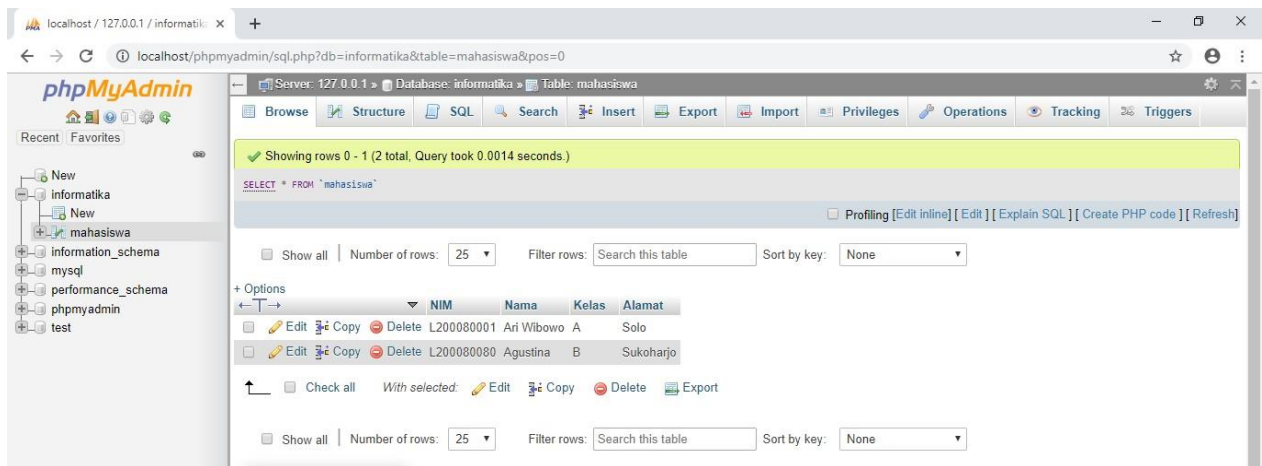 localhost / 127.0.0.1 / informatik
localhost/phpmyadmin/sql.php?db=informatika&table=mahasiswa&pos=0
phpMyAdmin
Recent Favorites
New
informatika
New
mahasiswa
information_schema
mysql
performance_schema
phpmyadmin
test
Server: 127.0.0.1 » Database: informatika » Table: mahasiswa
Browse Structure SQL Search Insert Export Import Privileges Operations Tracking Triggers
Showing rows 0 - 1 (2 total, Query took 0.0014 seconds.)
SELECT * FROM `mahasiswa`
Profiling [Edit inline] [ Edit ] [ Explain SQL ] [ Create PHP code ] [ Refresh]
Show all | Number of rows: 25 Filter rows: Search this table Sort by key: None
+ Options
NIM Nama Kelas Alamat
Edit Copy Delete L200080001 Ari Wibowo A Solo
Edit Copy Delete L200080080 Agustina B Sukoharjo
Check all With selected: Edit Copy Delete Export
Show all | Number of rows: 25 Filter rows: Search this table Sort by key: None